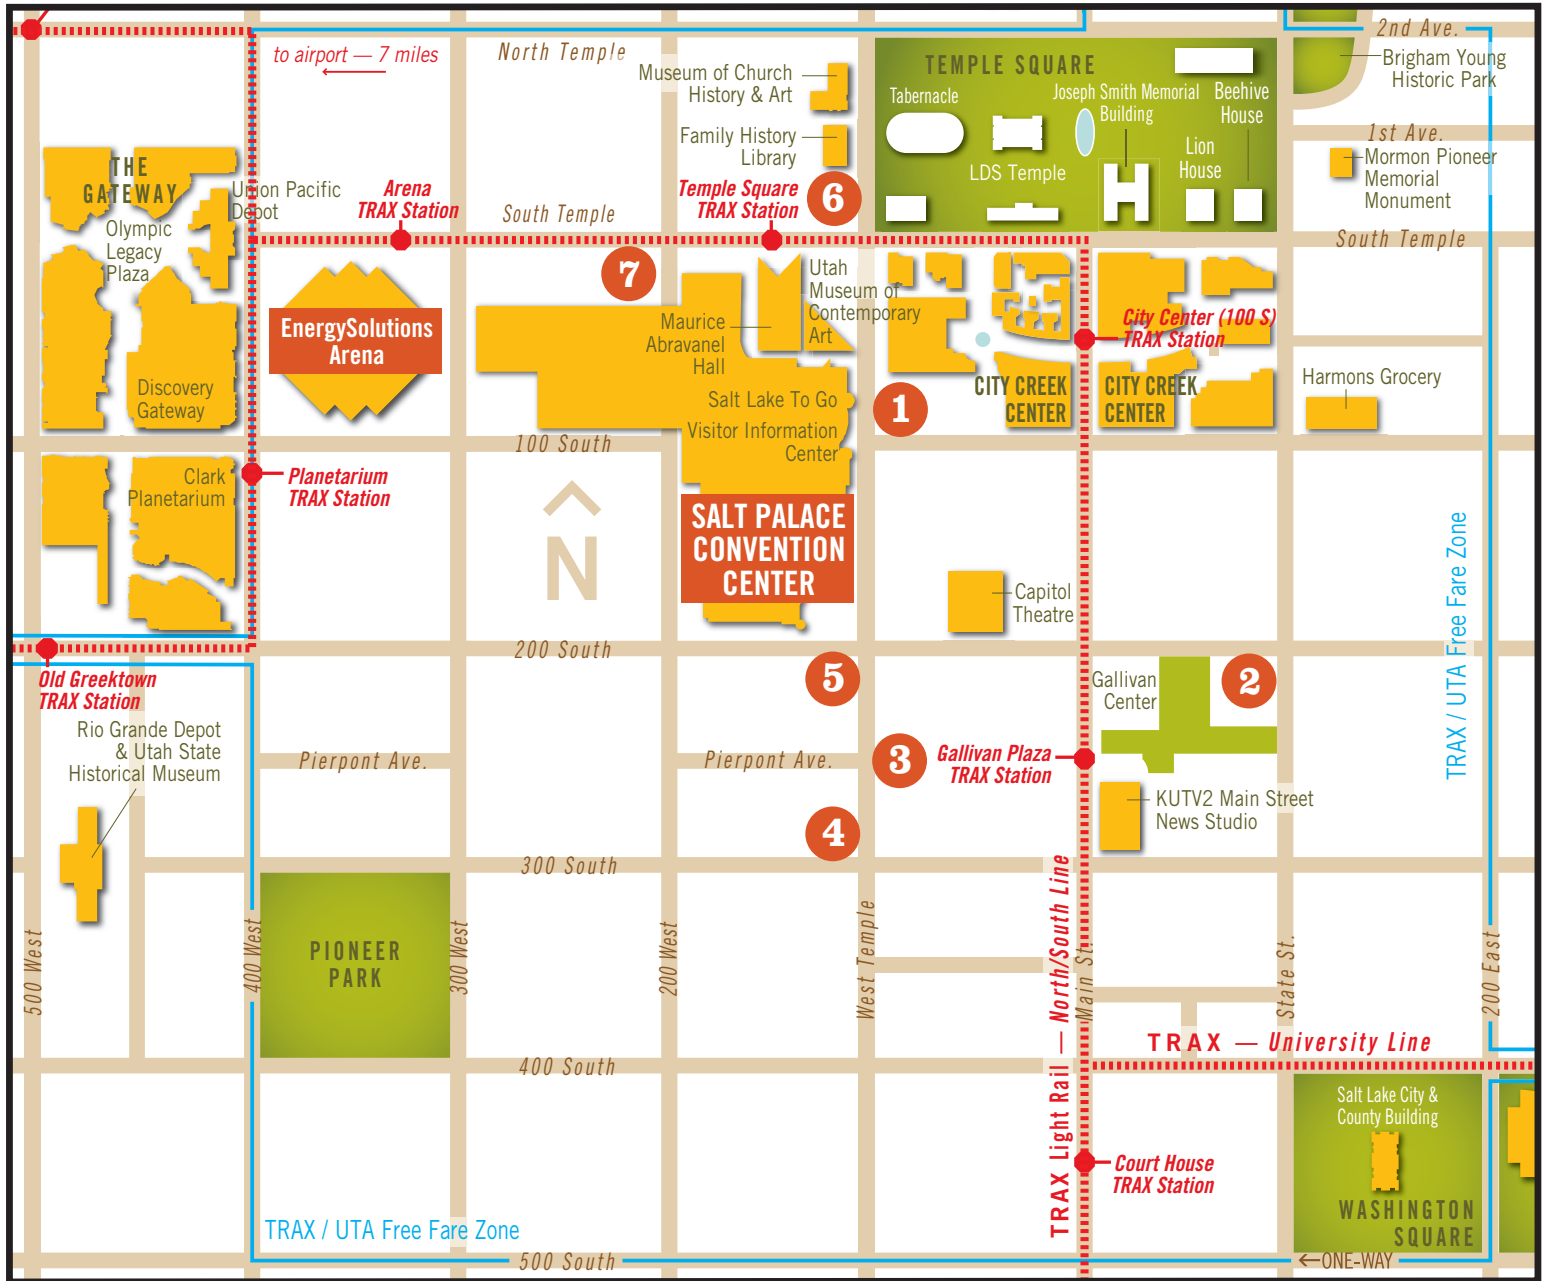 2nd Ave.
to airport — 7 miles
North Temple
Brigham Young
Historic Park
Museum of Church
History & Art
TEMPLE SQUARE
Tabernacle
Joseph Smith Memorial
Building
Beehive
House
Family History
Library
1st Ave.
Lion
House
LDS Temple
Mormon Pioneer
Memorial
Monument
THE
GATEWAY
Union Pacific
Depot
Arena
TRAX Station
South Temple
Temple Square
TRAX Station
6
Olympic
Legacy
Plaza
South Temple
7
Utah
Museum of
Contemporary
Art
EnergySolutions
Arena
Maurice
Abravanel
Hall
City Center (100 S)
TRAX Station
Discovery
Gateway
Salt Lake To Go
Visitor Information
Center
1
CITY CREEK
CENTER
CITY CREEK
CENTER
Harmons Grocery
100 South
Clark
Planetarium
Planetarium
TRAX Station
N
SALT PALACE
CONVENTION
CENTER
Capitol
Theatre
TRAX / UTA Free Fare Zone
200 South
Old Greektown
TRAX Station
5
Gallivan
Center
2
Rio Grande Depot
& Utah State
Historical Museum
Pierpont Ave.
Pierpont Ave.
3
Gallivan Plaza
TRAX Station
4
KUTV2 Main Street
News Studio
300 South
500 West
400 West
PIONEER
PARK
300 West
200 West
West Temple
TRAX Light Rail — North/South Line
Main St.
State St.
200 East
TRAX — University Line
400 South
Salt Lake City &
County Building
Court House
TRAX Station
WASHINGTON
SQUARE
TRAX / UTA Free Fare Zone
500 South
←ONE-WAY